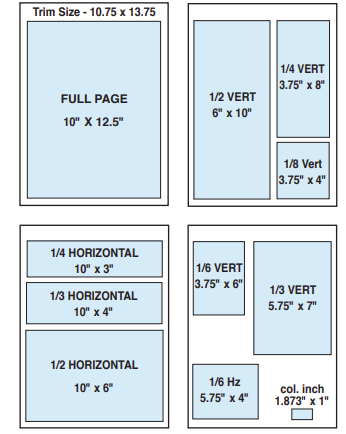 Trim Size - 10.75 x 13.75
FULL PAGE
10" X 12.5"
1/2 VERT
6" x 10"
1/4 VERT
3.75" x 8"
1/8 Vert
3.75" x 4"
1/4 HORIZONTAL
10" x 3"
1/3 HORIZONTAL
10" x 4"
1/2 HORIZONTAL
10" x 6"
1/6 VERT
3.75" x 6"
1/3 VERT
5.75" x 7"
1/6 Hz
5.75" x 4"
col. inch
1.873" x 1"